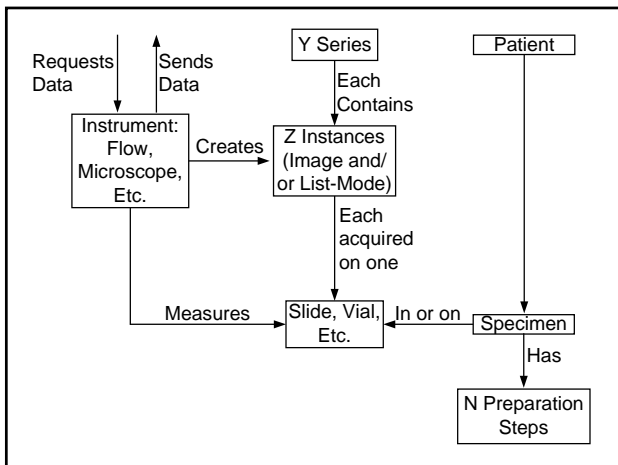 Requests
Data
Sends
Data
Y Series
Patient
Each
Contains
Instrument:
Flow,
Microscope,
Etc.
Creates
Z Instances
(Image and/
or List-Mode)
Each
acquired
on one
Measures
Slide, Vial,
Etc.
In or on
Specimen
Has
N Preparation
Steps